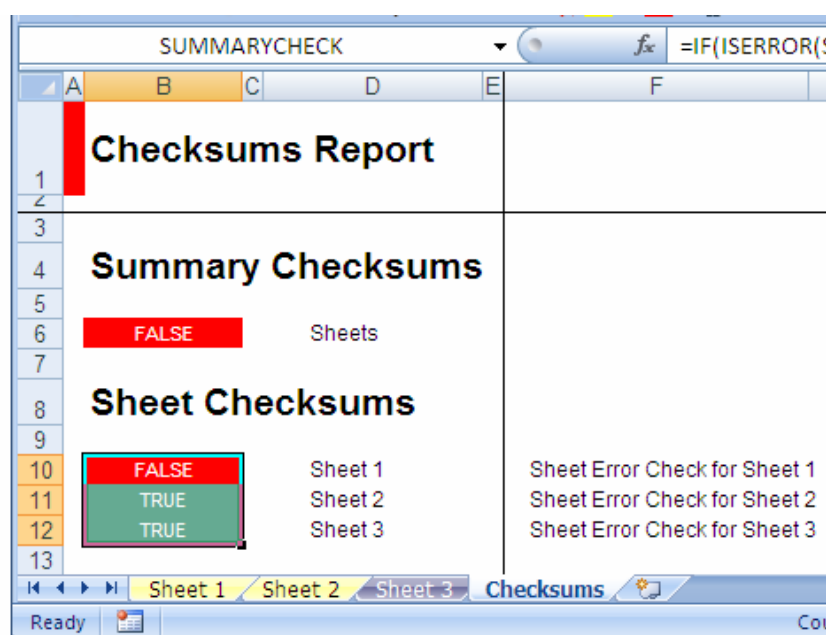 SUMMARYCHECK fx =IF(ISERROR(
A B C D E F
1 Checksums Report
2
3
4 Summary Checksums
5
6 FALSE Sheets
7
8 Sheet Checksums
9
10 FALSE Sheet 1 Sheet Error Check for Sheet 1
11 TRUE Sheet 2 Sheet Error Check for Sheet 2
12 TRUE Sheet 3 Sheet Error Check for Sheet 3
13
Sheet 1 Sheet 2 Sheet 3 Checksums
Ready